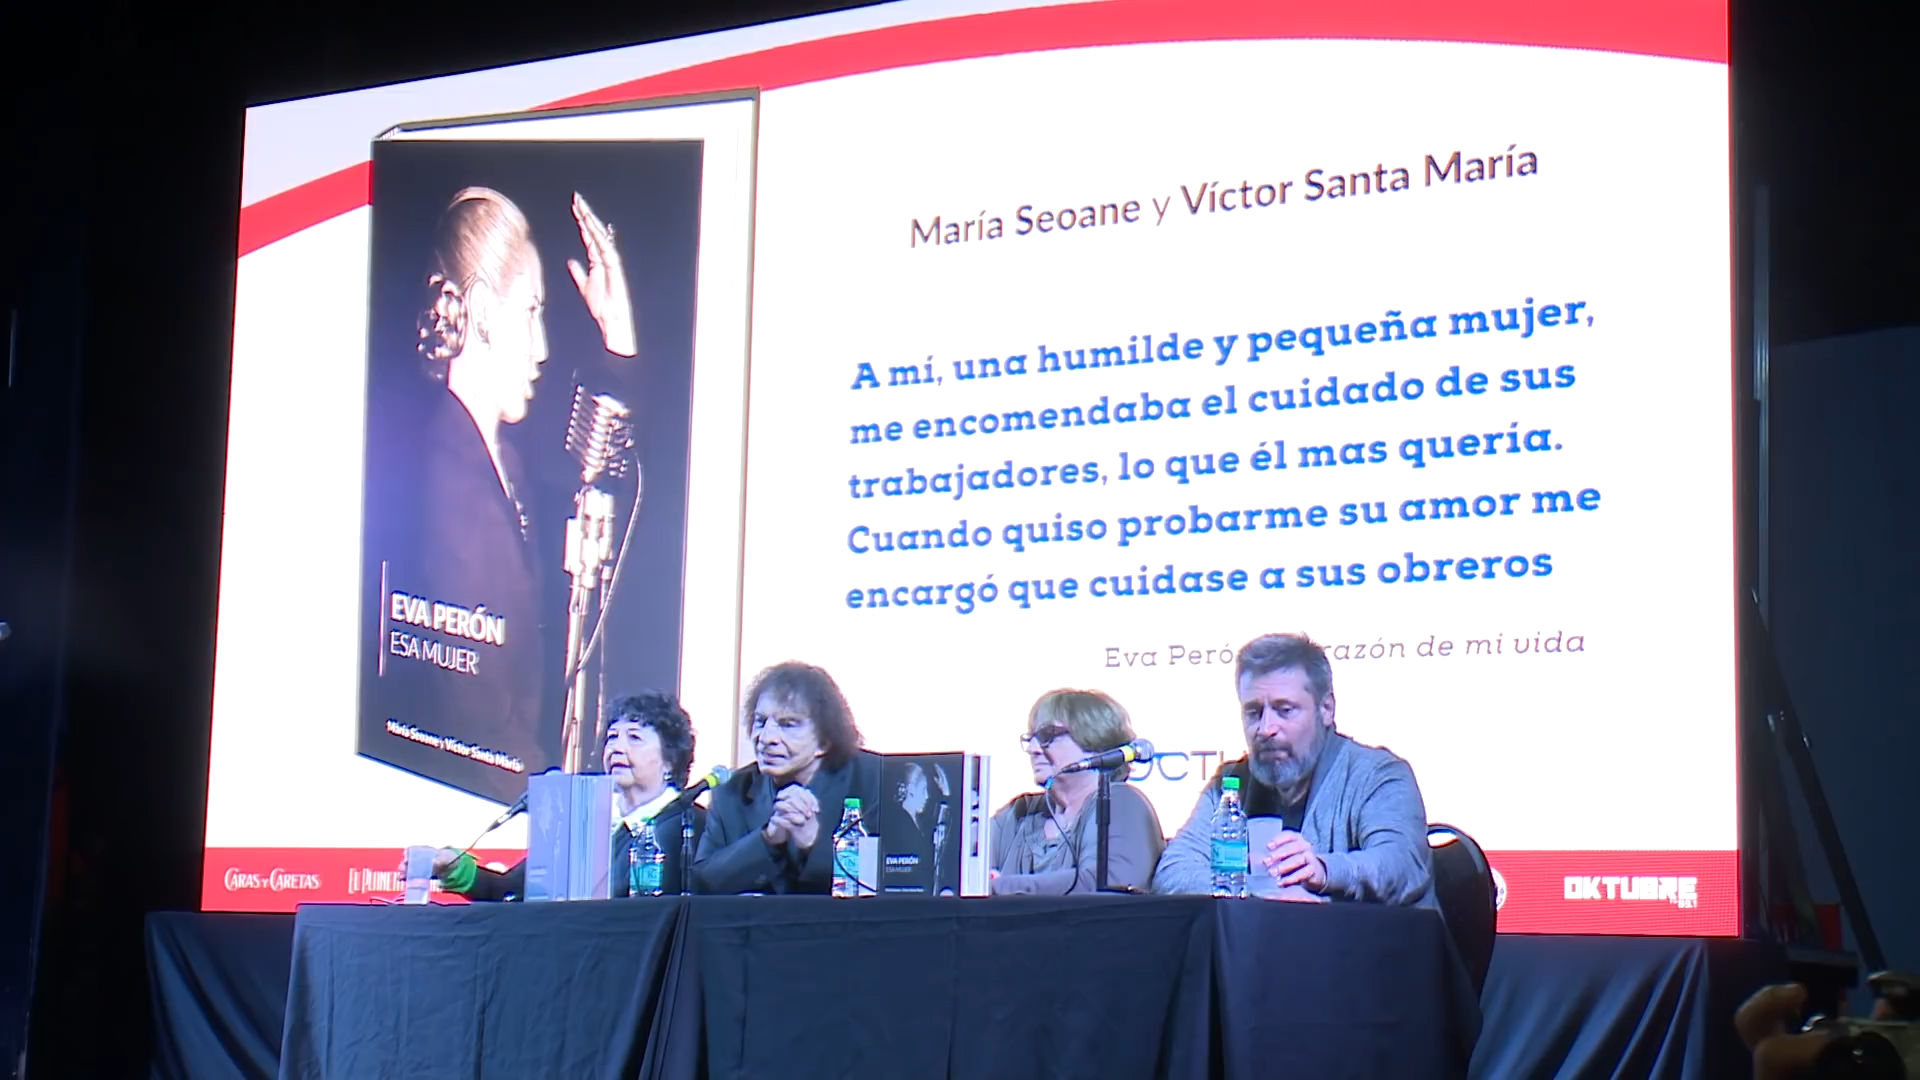 María Seoane y Víctor Santa María
A mí, una humilde y pequeña mujer,
me encomendaba el cuidado de sus
trabajadores, lo que él mas quería.
Cuando quiso probarme su amor me
encargó que cuidase a sus obreros
Eva Peró razón de mi vida
EVA PERÓN
ESA MUJER
María Seoane y Víctor Santa María
EVA PERÓN
ESA MUJER
OCTU
CARAS Y CARETAS
OKTUBRE